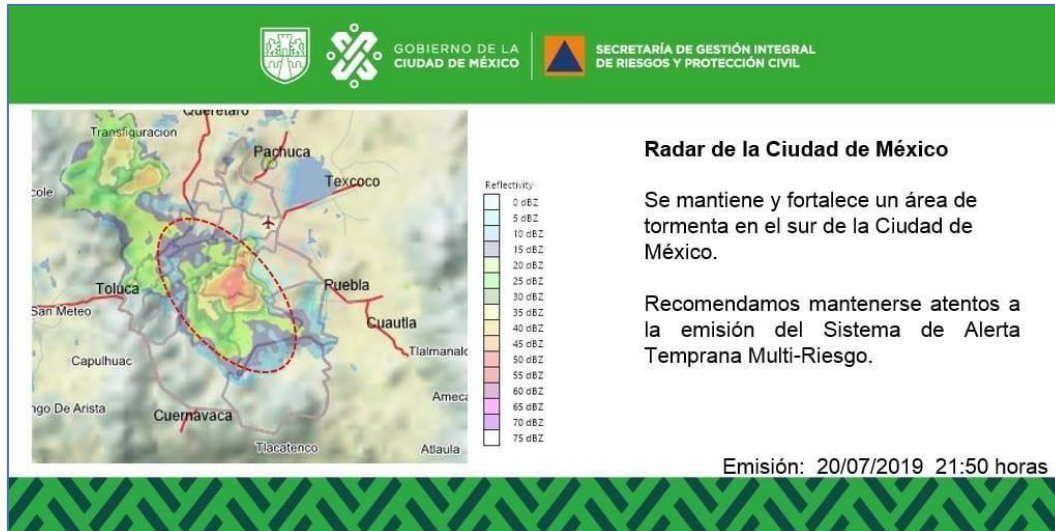 GOBIERNO DE LA
CIUDAD DE MÉXICO
SECRETARÍA DE GESTIÓN INTEGRAL
DE RIESGOS Y PROTECCIÓN CIVIL
Queretaro
Transfiguracion
Pachuca
Texcoco
cole
Toluca
Puebla
San Meteo
Cuautla
Tlalmanalc
Capulhuac
Ameca
ngo De Arista
Cuernavaca
Tlacatenco
Atlaula
Reflectivity
0 dBZ
5 dBZ
10 dBZ
15 dBZ
20 dBZ
25 dBZ
30 dBZ
35 dBZ
40 dBZ
45 dBZ
50 dBZ
55 dBZ
60 dBZ
65 dBZ
70 dBZ
75 dBZ
Radar de la Ciudad de México
Se mantiene y fortalece un área de
tormenta en el sur de la Ciudad de
México.
Recomendamos mantenerse atentos a
la emisión del Sistema de Alerta
Temprana Multi-Riesgo.
Emisión: 20/07/2019 21:50 horas